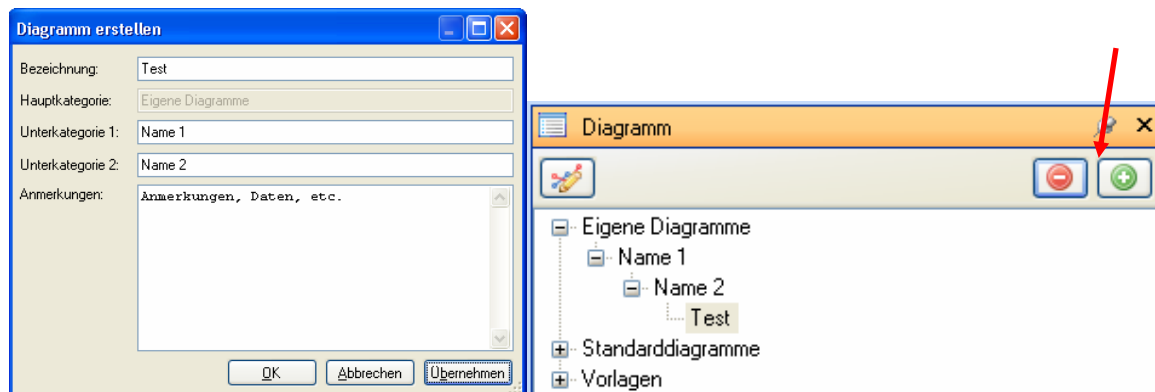 Diagramm erstellen
Bezeichnung: Test
Hauptkategorie: Eigene Diagramme
Unterkategorie 1: Name 1
Unterkategorie 2: Name 2
Anmerkungen: Anmerkungen, Daten, etc.
OK Abbrechen Übernehmen
Diagramm
Eigene Diagramme
Name 1
Name 2
Test
Standarddiagramme
Vorlagen